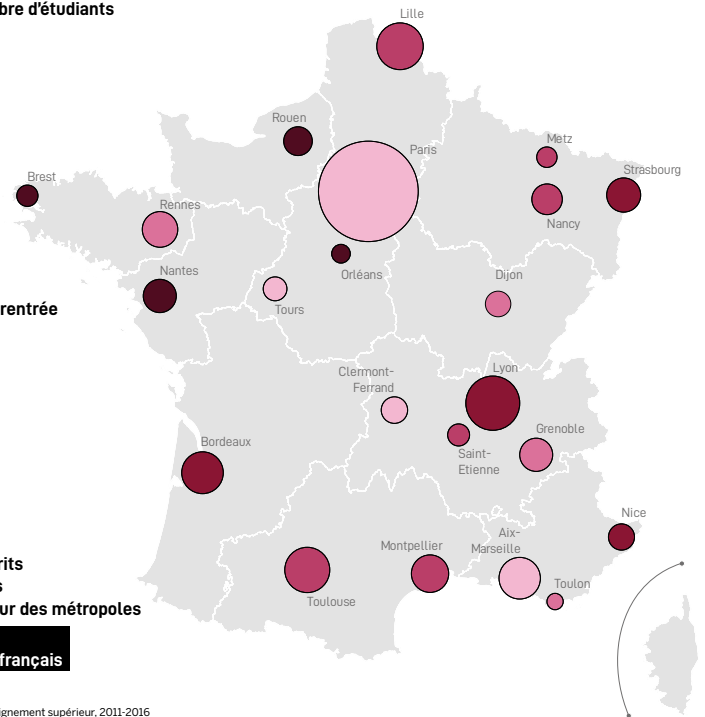 bre d'étudiants
Lille
Rouen
Paris
Metz
Brest
Strasbourg
Rennes
Nancy
Nantes
Orléans
Dijon
rentrée
Tours
Clermont-
Ferrand
Lyon
Grenoble
Bordeaux
Saint-
Etienne
Nice
Aix-
Marseille
Montpellier
rits
s
Toulon
ur des métropoles
Toulouse
français
ignement supérieur, 2011-2016